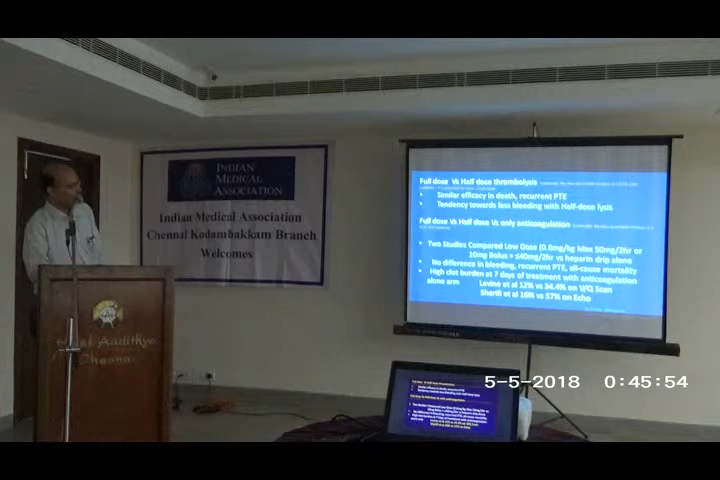 INDIAN
MEDICAL
ASSOCIATION
Indian Medical Association
Chennai Kodambakkam Branch
Welcomes
Aadithya
Chennai
Full dose Vs Half dose thrombolysis
• Similar efficacy in death, recurrent PTE
• Tendency towards less bleeding with Half-dose lysis
Full dose Vs Half dose Vs only anticoagulation
• Two Studies Compared Low Dose (0.6mg/kg Max 50mg/2hr or
10mg Bolus + ≤40mg/2hr vs heparin drip alone
• No difference in bleeding, recurrent PTE, all-cause mortality
• High clot burden at 7 days of treatment with anticoagulation
alone arm Levine et al 12% vs 34.4% on V/Q Scan
Sharifi et al 16% vs 57% on Echo
5-5-2018 0:45:54